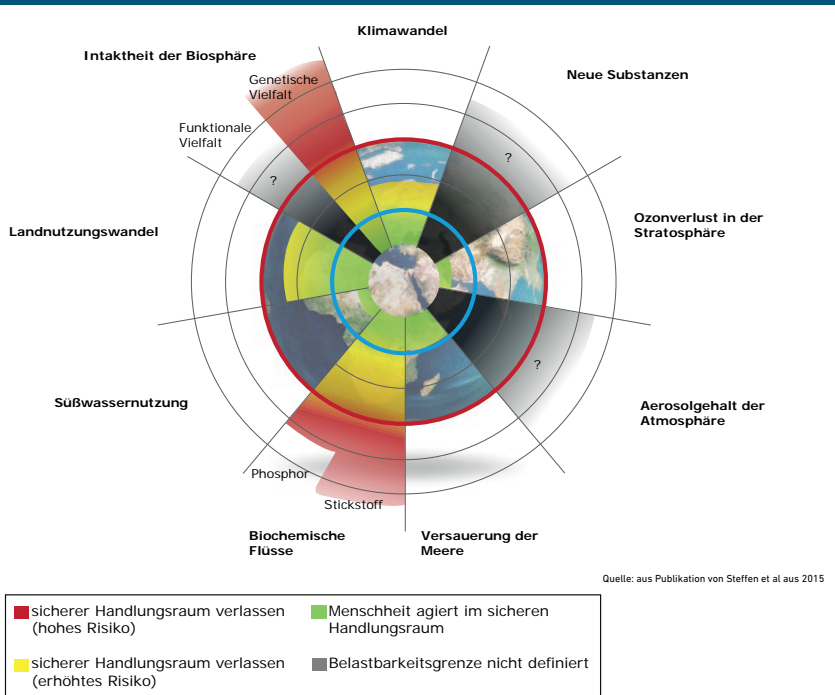 Klimawandel
Intaktheit der Biosphäre
Genetische
Vielfalt
Neue Substanzen
Funktionale
Vielfalt
?
?
Landnutzungswandel
Ozonverlust in der
Stratosphäre
?
Süßwassernutzung
Aerosolgehalt der
Atmosphäre
Phosphor
Stickstoff
Biochemische
Flüsse
Versauerung der
Meere
Quelle: aus Publikation von Steffen et al aus 2015
sicherer Handlungsraum verlassen
(hohes Risiko)
Menschheit agiert im sicheren
Handlungsraum
sicherer Handlungsraum verlassen
(erhöhtes Risiko)
Belastbarkeitsgrenze nicht definiert